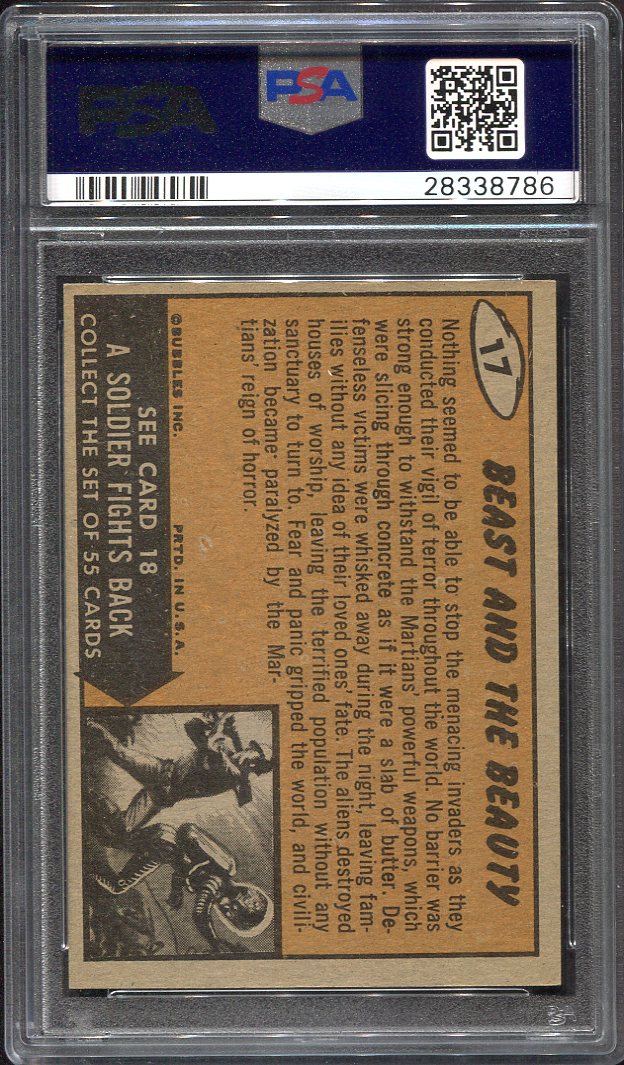 PSA
PSA
28338786
17
BEAST AND THE BEAUTY
Nothing seemed to be able to stop the menacing invaders as they
conducted their vigil of terror throughout the world. No barrier was
strong enough to withstand the Martians' powerful weapons, which
were slicing through concrete as if it were a slab of butter. De-
fenseless victims were whisked away during the night, leaving fam-
ilies without any idea of their loved ones' fate. The aliens destroyed
houses of worship, leaving the terrified population without any
sanctuary to turn to. Fear and panic gripped the world, and civili-
zation became paralyzed by the Mar-
tians' reign of horror.
©BUBBLES INC. PRTD. IN U.S.A.
SEE CARD 18
A SOLDIER FIGHTS BACK
COLLECT THE SET OF 55 CARDS